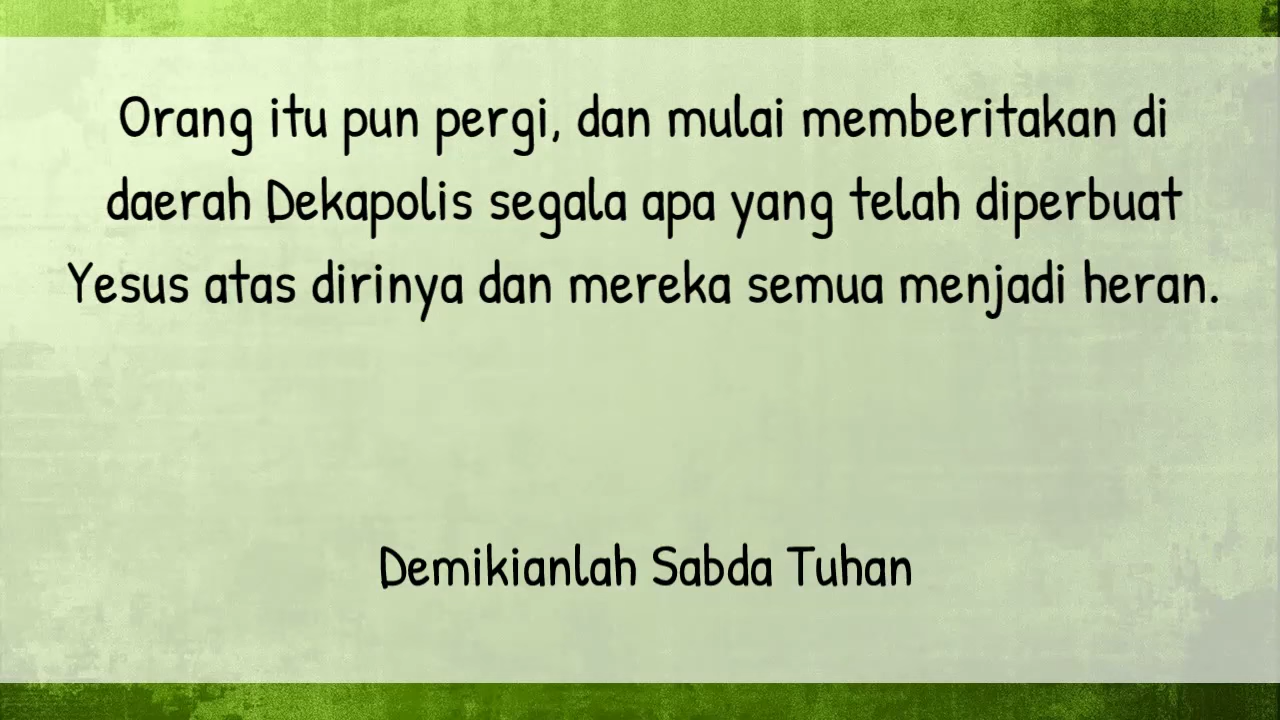 Orang itu pun pergi, dan mulai memberitakan di
daerah Dekapolis segala apa yang telah diperbuat
Yesus atas dirinya dan mereka semua menjadi heran.
Demikianlah Sabda Tuhan